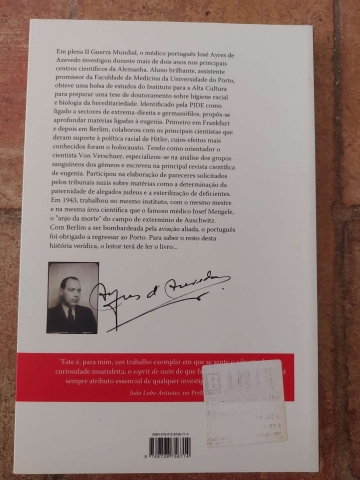 Em plena II Guerra Mundial, o médico português José Ayres de
Azevedo investigou durante mais de dois anos nos principais
centros científicos da Alemanha. Aluno brilhante, assistente
promissor da Faculdade de Medicina da Universidade do Porto,
obteve uma bolsa de estudos do Instituto para a Alta Cultura
para preparar uma tese de doutoramento sobre higiene racial
e biologia da hereditariedade. Identificado pela PIDE como
ligado a sectores de extrema-direita e germanófilos, propôs-se
aprofundar matérias ligadas à eugenia. Primeiro em Frankfurt
e depois em Berlim, colaborou com os principais cientistas que
deram suporte à política racial de Hitler, cujos efeitos mais
conhecidos foram o holocausto. Tendo como orientador o
cientista Von Verschuer, especializou-se na análise dos grupos
sanguíneos dos gémeos e escreveu na principal revista científica
de eugenia. Participou na elaboração de pareceres solicitados
pelos tribunais nazis sobre matérias como a determinação da
paternidade de alegados judeus e a esterilização de deficientes.
Em 1943, trabalhou no mesmo instituto, com o mesmo mestre
e na mesma área científica que o famoso médico Josef Mengele,
o "anjo da morte" do campo de extermínio de Auschwitz.
Com Berlim a ser bombardeada pela aviação aliada, o português
foi obrigado a regressar ao Porto. Para saber o resto desta
história verídica, o leitor terá de ler o livro...
Ayres d Azevedo
"Este é, para mim, um trabalho exemplar em que se sente
curiosidade insatisfeita. o esprit de suite de que
sempre atributo essencial de qualquer
João Lobo Antunes, no